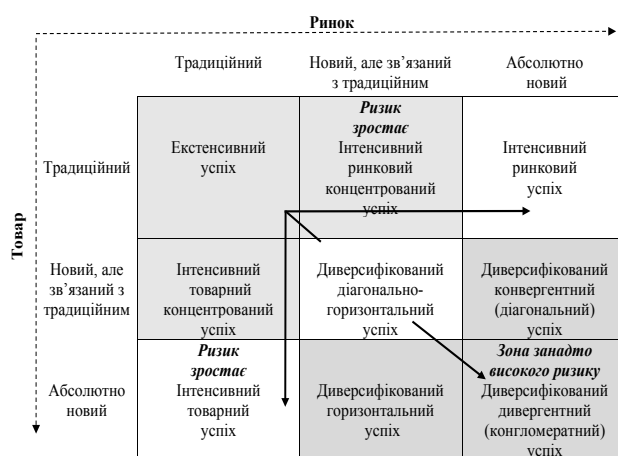 Ринок
Традиційний
Новий, але зв’язаний
з традиційним
Абсолютно
новий
Товар
Традиційний
Екстенсивний
успіх
Ризик
зростає
Інтенсивний
ринковий
концентрований
успіх
Інтенсивний
ринковий
успіх
Новий, але
зв’язаний з
традиційним
Інтенсивний
товарний
концентрований
успіх
Диверсифікований
діагонально-
горизонтальний
успіх
Диверсифікований
конвергентний
(діагональний)
успіх
Абсолютно
новий
Ризик
зростає
Інтенсивний
товарний
успіх
Диверсифікований
горизонтальний
успіх
Зона занадто
високого ризику
Диверсифікований
дивергентний
(конгломератний)
успіх